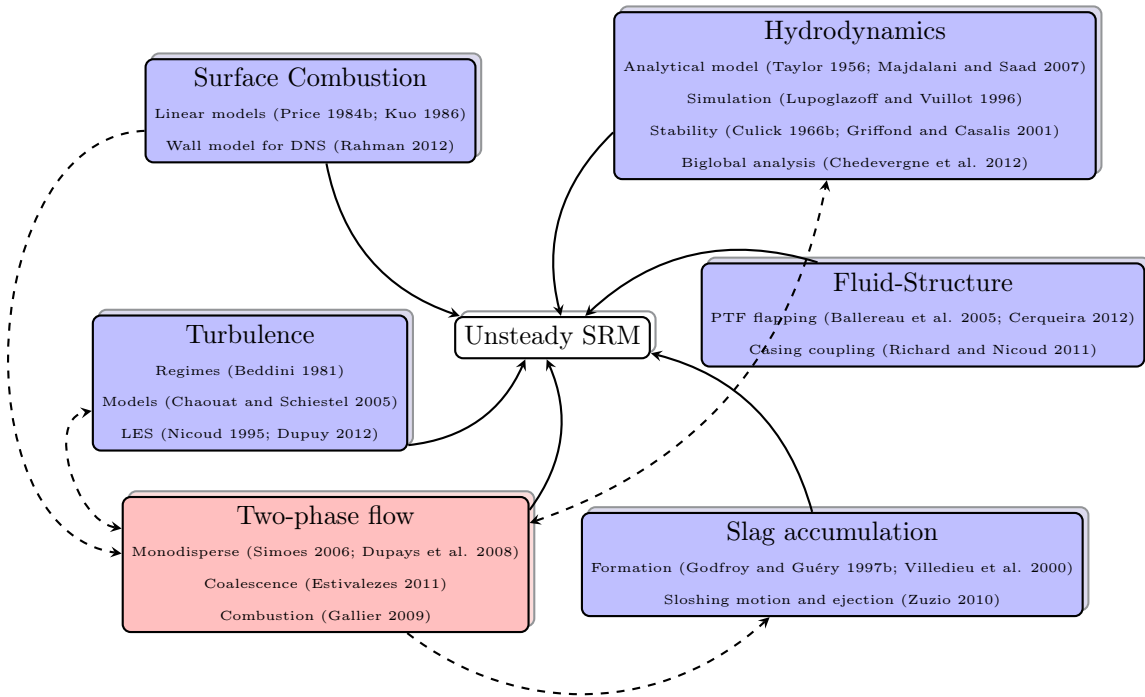 Hydrodynamics
Analytical model (Taylor 1956; Majdalani and Saad 2007)
Simulation (Lupoglazoff and Vuillot 1996)
Stability (Culick 1966b; Griffond and Casalis 2001)
Biglobal analysis (Chedevergne et al. 2012)
Surface Combustion
Linear models (Price 1984b; Kuo 1986)
Wall model for DNS (Rahman 2012)
Fluid-Structure
PTF flapping (Ballereau et al. 2005; Cerqueira 2012)
Casing coupling (Richard and Nicoud 2011)
Unsteady SRM
Turbulence
Regimes (Beddini 1981)
Models (Chaouat and Schiestel 2005)
LES (Nicoud 1995; Dupuy 2012)
Two-phase flow
Monodisperse (Simoes 2006; Dupays et al. 2008)
Coalescence (Estivalezes 2011)
Combustion (Gallier 2009)
Slag accumulation
Formation (Godfroy and Guéry 1997b; Villedieu et al. 2000)
Sloshing motion and ejection (Zuzio 2010)